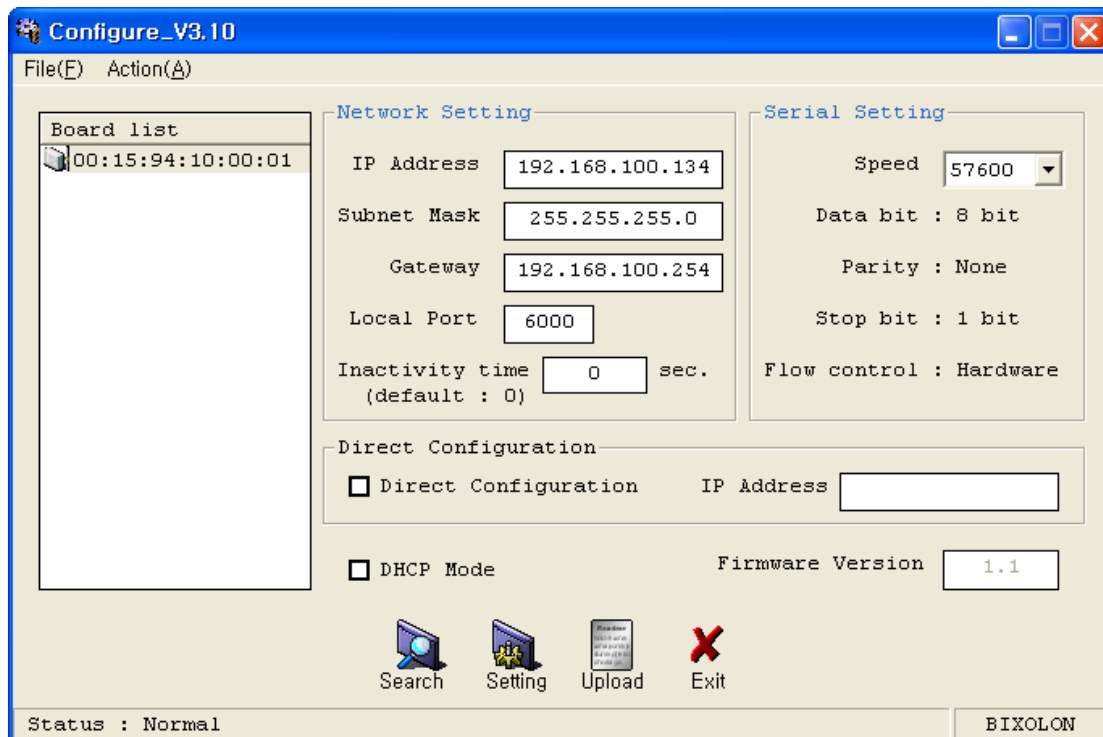 Configure_V3.10
File(F) Action(A)
Board list
00:15:94:10:00:01
Network Setting
IP Address 192.168.100.134
Subnet Mask 255.255.255.0
Gateway 192.168.100.254
Local Port 6000
Inactivity time 0 sec.
(default : 0)
Serial Setting
Speed 57600
Data bit : 8 bit
Parity : None
Stop bit : 1 bit
Flow control : Hardware
Direct Configuration
Direct Configuration IP Address
DHCP Mode
Firmware Version 1.1
Readme
Search Setting Upload Exit
Status : Normal BIXOLON